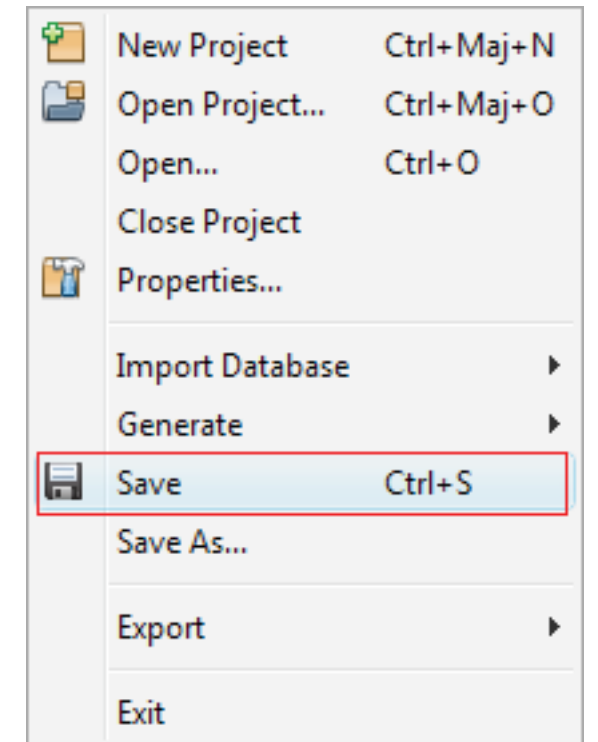 New Project Ctrl+Maj+N
Open Project... Ctrl+Maj+O
Open... Ctrl+O
Close Project
Properties...
Import Database
Generate
Save Ctrl+S
Save As...
Export
Exit